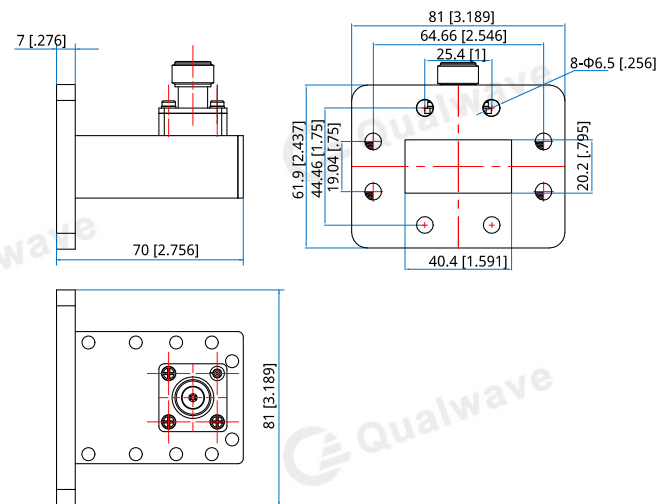 7 [.276]
70 [2.756]
81 [3.189]
64.66 [2.546]
25.4 [1]
8-Φ6.5 [.256]
61.9 [2.437]
44.46 [1.75]
19.04 [.75]
20.2 [.795]
40.4 [1.591]
81 [3.189]
Qualwave
wave
Qualwave